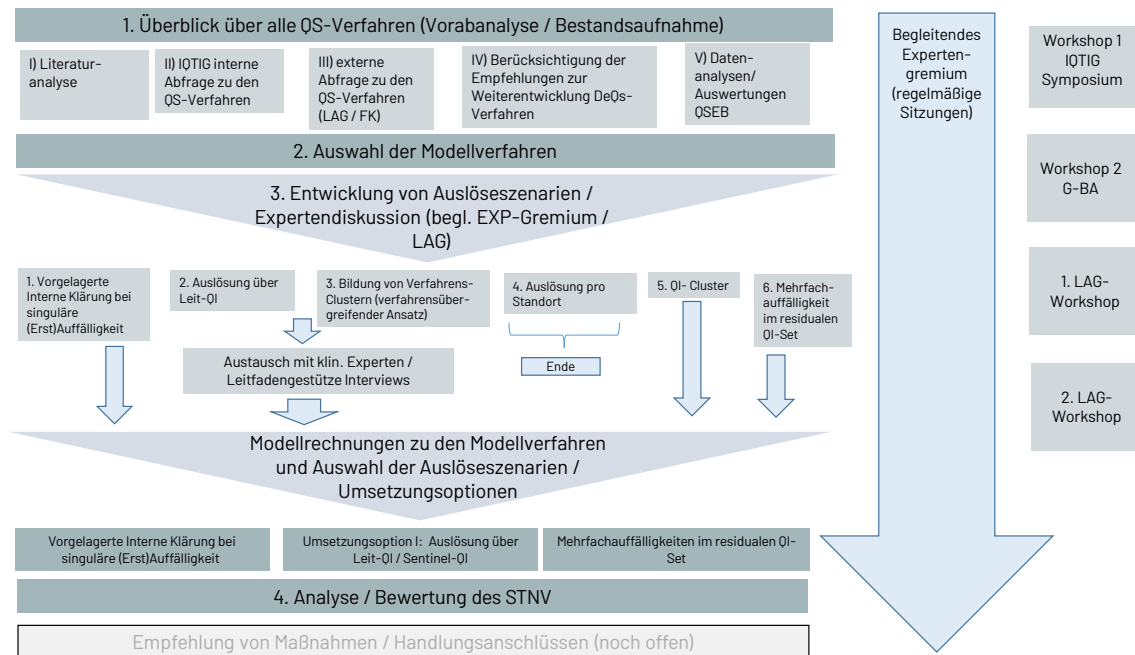 1. Überblick über alle QS-Verfahren (Vorabanalyse / Bestandsaufnahme)
I) Literatur-
analyse
II) IQTIG interne
Abfrage zu den
QS-Verfahren
III) externe
Abfrage zu den
QS-Verfahren
(LAG / FK)
IV) Berücksichtigung der
Empfehlungen zur
Weiterentwicklung DeQs-
Verfahren
V) Daten-
analysen/
Auswertungen
QSEB
2. Auswahl der Modellverfahren
3. Entwicklung von Auslöseszenarien /
Expertendiskussion (begl. EXP-Gremium /
LAG)
1. Vorgelagerte
Interne Klärung bei
singuläre
(Erst)Auffälligkeit
2. Auslösung über
Leit-QI
3. Bildung von Verfahrens-
Clustern (verfahrensüber-
greifender Ansatz)
4. Auslösung pro
Standort
5. QI- Cluster
6. Mehrfach-
auffälligkeit
im residualen
QI-Set
Austausch mit klin. Experten /
Leitfadengestütze Interviews
Ende
Modellrechnungen zu den Modellverfahren
und Auswahl der Auslöseszenarien /
Umsetzungsoptionen
Vorgelagerte Interne Klärung bei
singuläre (Erst)Auffälligkeit
Umsetzungsoption I: Auslösung über
Leit-QI / Sentinel-QI
Mehrfachauffälligkeiten im residualen QI-
Set
4. Analyse / Bewertung des STNV
Empfehlung von Maßnahmen / Handlungsanschlüssen (noch offen)
Begleitendes
Experten-
gremium
(regelmäßige
Sitzungen)
Workshop 1
IQTIG
Symposium
Workshop 2
G-BA
1. LAG-
Workshop
2. LAG-
Workshop